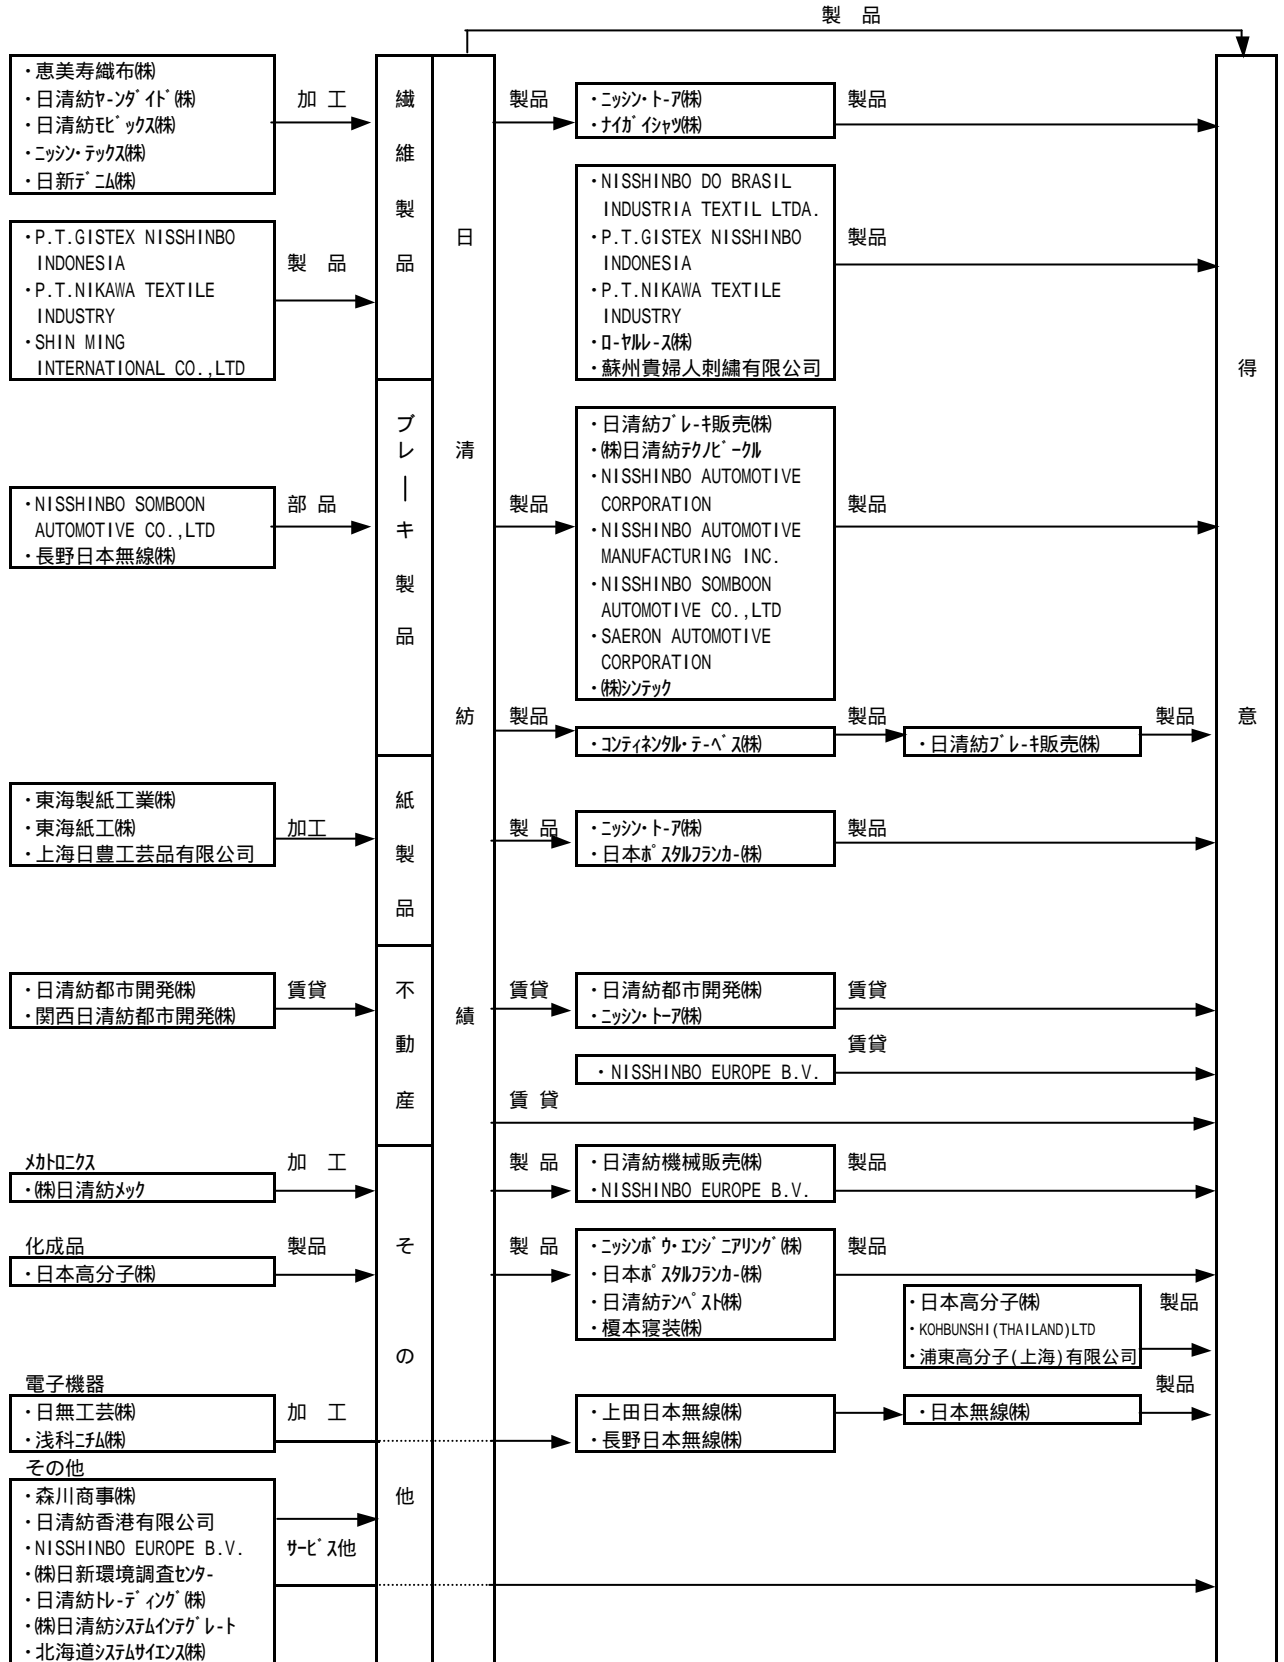 製 品
・恵美寿織布㈱
・日清紡ヤーンダイド㈱
・日清紡モビックス㈱
・ニッシン・テックス㈱
・日新デニム㈱
加 工
・P.T.GISTEX NISSHINBO
INDONESIA
・P.T.NIKAWA TEXTILE
INDUSTRY
・SHIN MING
INTERNATIONAL CO.,LTD
製 品
・NISSHINBO SOMBOON
AUTOMOTIVE CO.,LTD
・長野日本無線㈱
部 品
・東海製紙工業㈱
・東海紙工㈱
・上海日豊工芸品有限公司
加工
・日清紡都市開発㈱
・関西日清紡都市開発㈱
賃貸
メカトロニクス
・㈱日清紡メック
加 工
化成品
・日本高分子㈱
製品
電子機器
・日無工芸㈱
・浅科ニチム㈱
加 工
その他
・森川商事㈱
・日清紡香港有限公司
・NISSHINBO EUROPE B.V.
・㈱日新環境調査センター
・日清紡トレーディング㈱
・㈱日清紡システムインテグレート
・北海道システムサイエンス㈱
サービス他
繊維製品
ブレーキ製品
紙製品
不動産
その他
日清紡績
製品
・ニッシン・トーア㈱
・ナイガイシャツ㈱
製品
・NISSHINBO DO BRASIL
INDUSTRIA TEXTIL LTDA.
・P.T.GISTEX NISSHINBO
INDONESIA
・P.T.NIKAWA TEXTILE
INDUSTRY
・ローヤルレース㈱
・蘇州貴婦人刺繍有限公司
製品
製品
・日清紡ブレーキ販売㈱
・㈱日清紡テクノビークル
・NISSHINBO AUTOMOTIVE
CORPORATION
・NISSHINBO AUTOMOTIVE
MANUFACTURING INC.
・NISSHINBO SOMBOON
AUTOMOTIVE CO.,LTD
・SAERON AUTOMOTIVE
CORPORATION
・㈱シンテック
製品
製品
・コンティネンタル・テーベス㈱
製品
・日清紡ブレーキ販売㈱
製品
製 品
・ニッシン・トーア㈱
・日本ポスタルフランカー㈱
製品
賃貸
・日清紡都市開発㈱
・ニッシン・トーア㈱
賃貸
・NISSHINBO EUROPE B.V.
賃貸
賃 貸
製 品
・日清紡機械販売㈱
・NISSHINBO EUROPE B.V.
製品
製 品
・ニッシンボウ・エンジニアリング㈱
・日本ポスタルフランカー㈱
・日清紡テンペスト㈱
・榎本寝装㈱
製品
・日本高分子㈱
・KOHBUNSHI(THAILAND)LTD
・浦東高分子(上海)有限公司
製品
・上田日本無線㈱
・長野日本無線㈱
・日本無線㈱
製品
得意